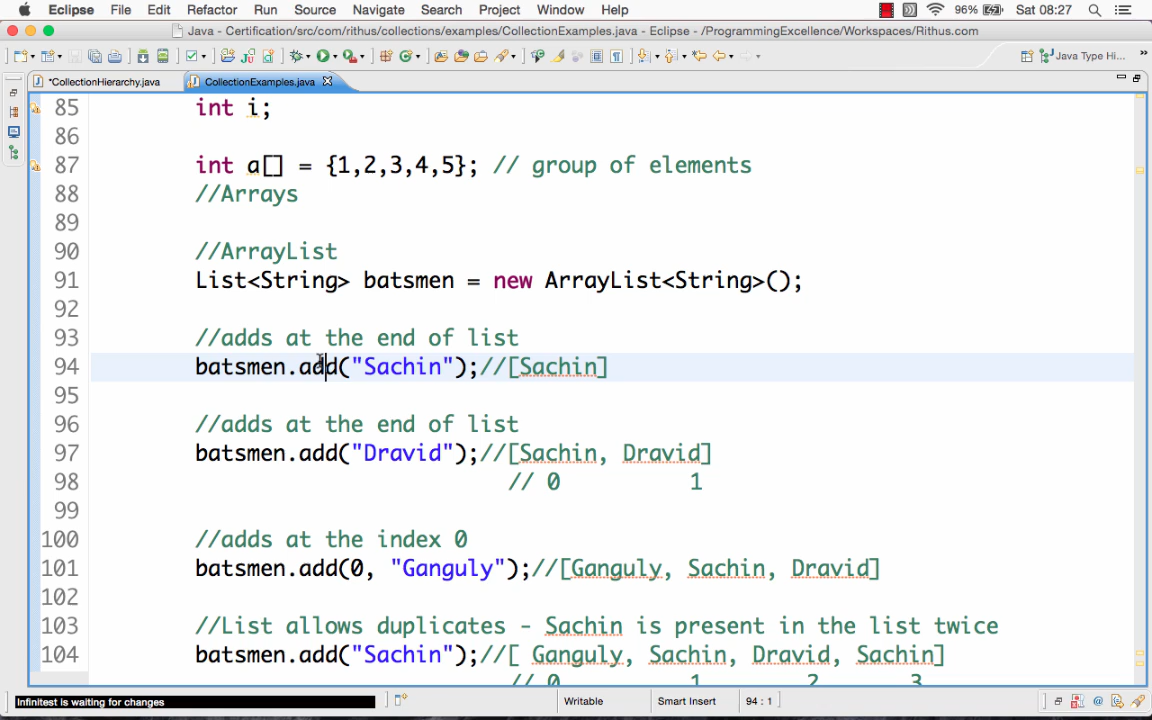 Eclipse File Edit Refactor Run Source Navigate Search Project Window Help 96% Sat 08:27
Java - Certification/src/com/rithus/collections/examples/CollectionExamples.java - Eclipse - /ProgrammingExcellence/Workspaces/Rithus.com
Java Type Hi...
*CollectionHierarchy.java CollectionExamples.java
85 int i;
86
87 int a[] = {1,2,3,4,5}; // group of elements
88 //Arrays
89
90 //ArrayList
91 List<String> batsmen = new ArrayList<String>();
92
93 //adds at the end of list
94 batsmen.add("Sachin");//[Sachin]
95
96 //adds at the end of list
97 batsmen.add("Dravid");//[Sachin, Dravid]
98 // 0 1
99
100 //adds at the index 0
101 batsmen.add(0, "Ganguly");//[Ganguly, Sachin, Dravid]
102
103 //List allows duplicates - Sachin is present in the list twice
104 batsmen.add("Sachin");//[ Ganguly, Sachin, Dravid, Sachin]
// 0 1 2 3
Infinitest is waiting for changes Writable Smart Insert 94 : 1